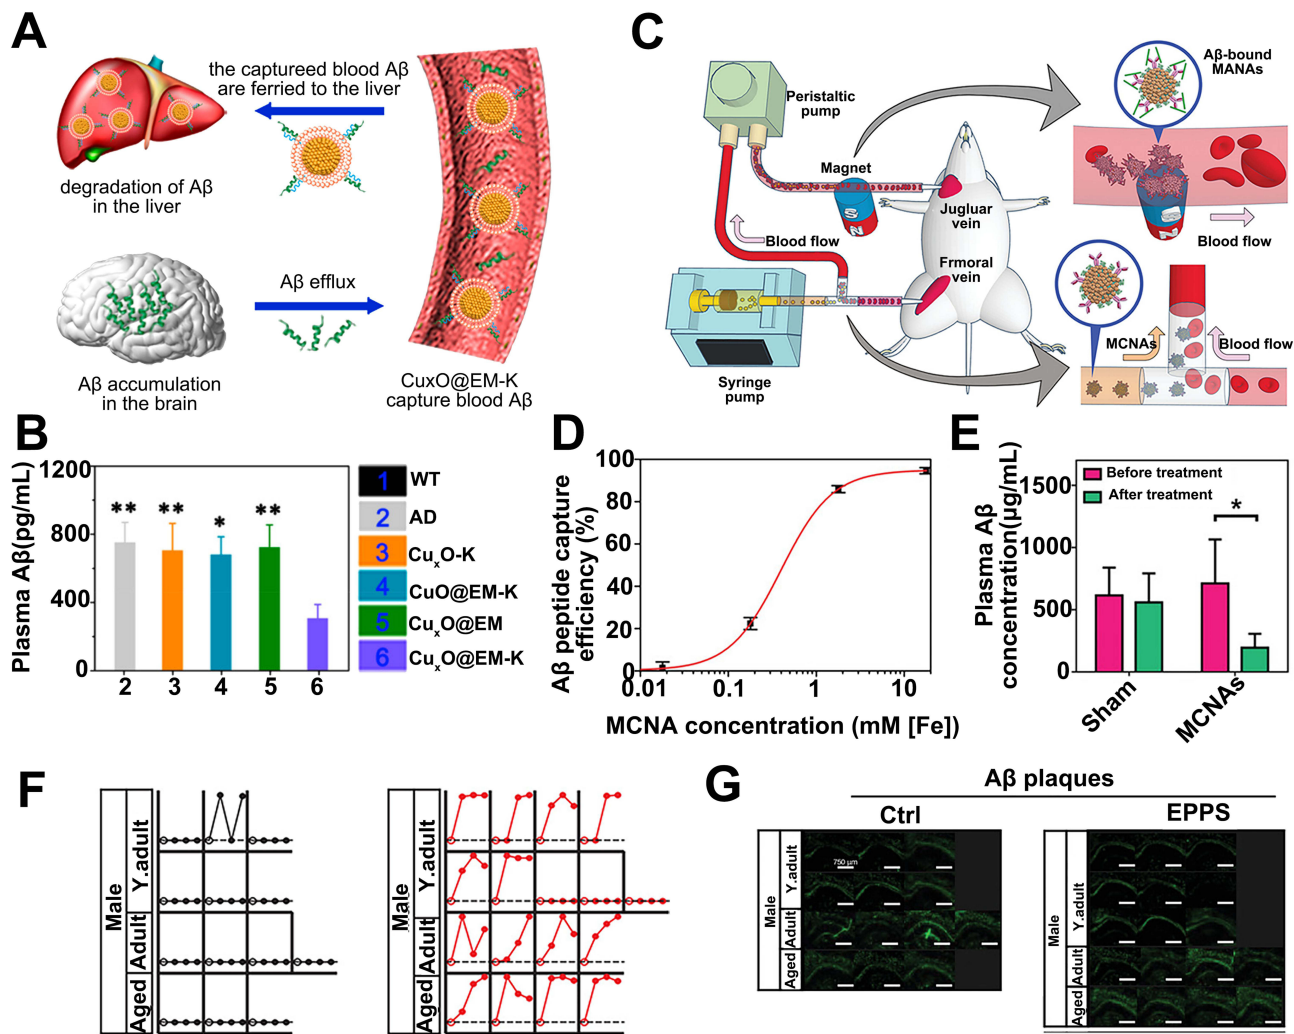 A
the captureed blood Aβ
are ferried to the liver
degradation of Aβ
in the liver
Aβ efflux
Aβ accumulation
in the brain
CuxO@EM-K
capture blood Aβ
C
Peristaltic
pump
Magnet
S
N
Blood flow
Jugluar
vein
Frmoral
vein
Syringe
pump
Aβ-bound
MANAs
N
Blood flow
MCNAs
Blood flow
B
Plasma Aβ(pg/mL)
1200
800
400
0
**
**
*
**
2
3
4
5
6
1 WT
2 AD
3 CuxO-K
4 CuO@EM-K
5 CuxO@EM
6 CuxO@EM-K
D
Aβ peptide capture
efficiency (%)
100
80
60
40
20
0
0.01
0.1
1
10
MCNA concentration (mM [Fe])
E
Plasma Aβ
concentration(μg/mL)
1500
1000
500
0
Before treatment
After treatment
*
Sham
MCNAs
F
Male
Y.adult
Adult
Aged
Male
Y.adult
Adult
Aged
G
Aβ plaques
Ctrl
EPPS
Male
Y.adult
Adult
Aged
750 μm
Male
Y.adult
Adult
Aged